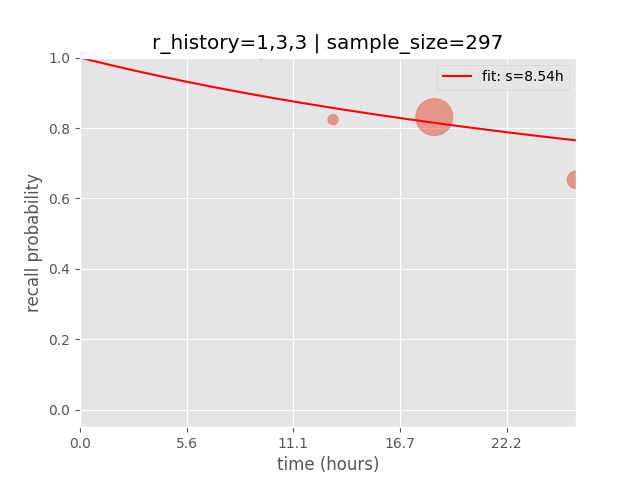 r_history=1,3,3 | sample_size=297
fit: s=8.54h
recall probability
1.0
0.8
0.6
0.4
0.2
0.0
0.0 5.6 11.1 16.7 22.2
time (hours)